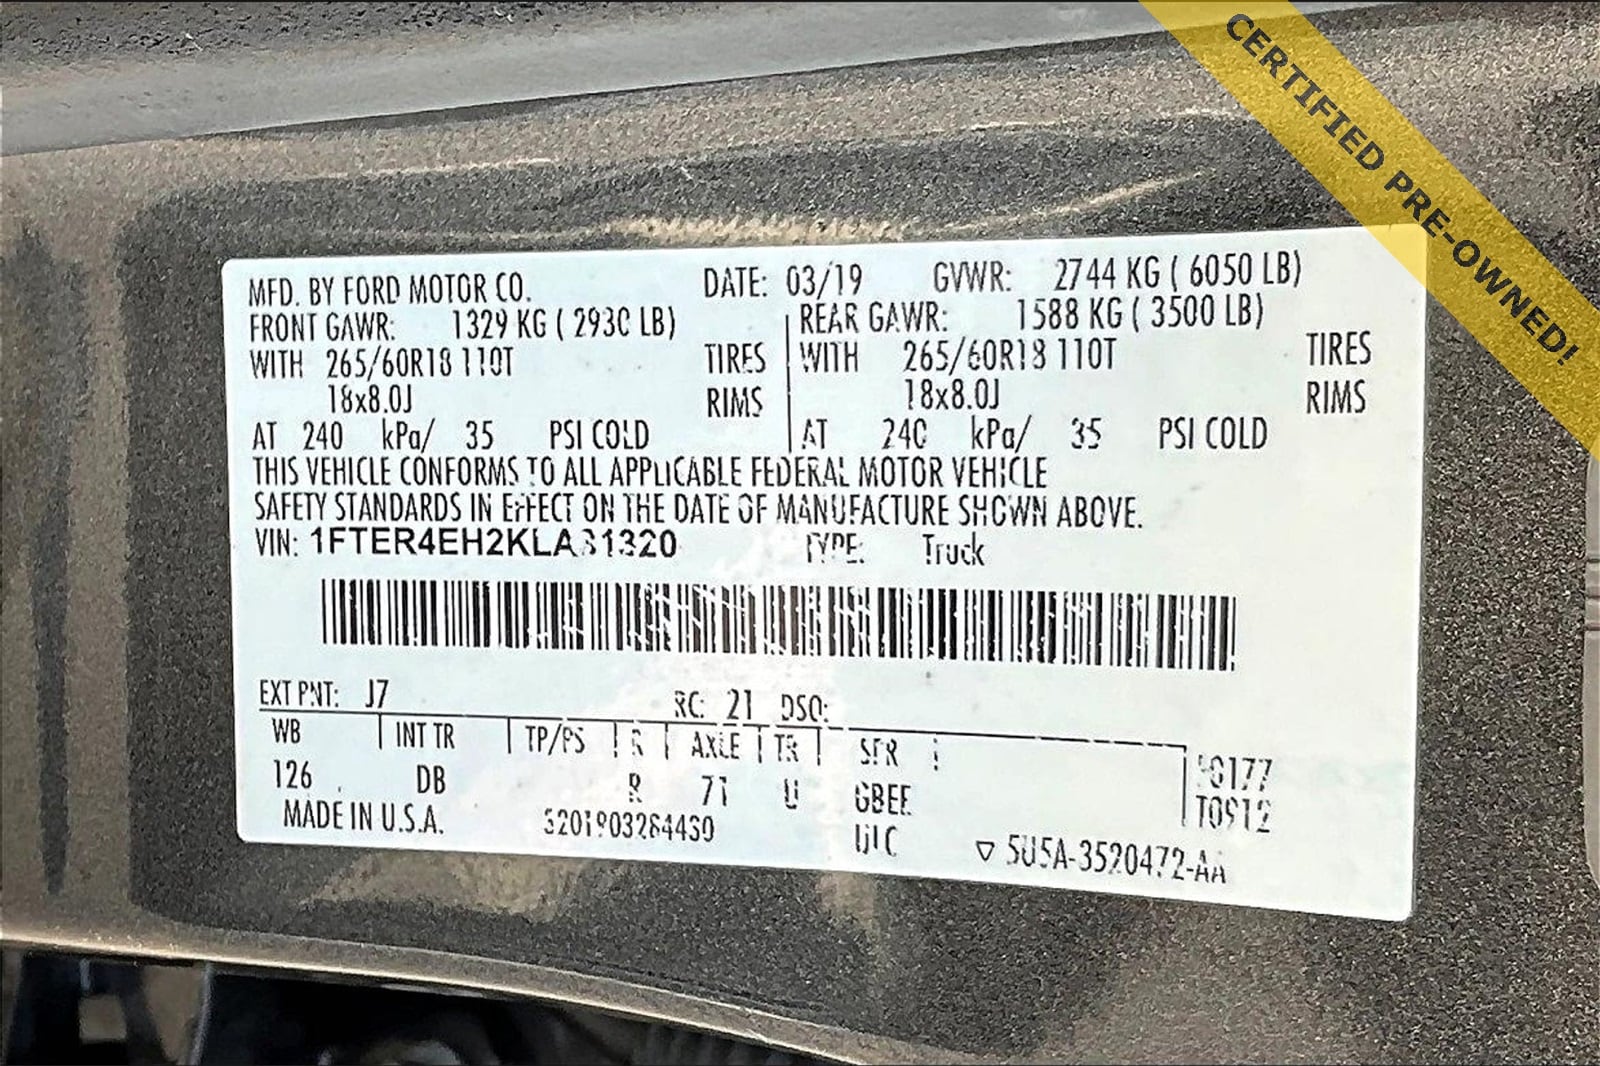 CERTIFIED PRE-OWNED!
MFD. BY FORD MOTOR CO. DATE: 03/19 GVWR: 2744 KG ( 6050 LB)
FRONT GAWR: 1329 KG ( 2930 LB) REAR GAWR: 1588 KG ( 3500 LB)
WITH 265/60R18 110T TIRES WITH 265/60R18 110T TIRES
18x8.0J RIMS 18x8.0J RIMS
AT 240 kPa/ 35 PSI COLD AT 240 kPa/ 35 PSI COLD
THIS VEHICLE CONFORMS TO ALL APPLICABLE FEDERAL MOTOR VEHICLE
SAFETY STANDARDS IN EFFECT ON THE DATE OF MANUFACTURE SHOWN ABOVE.
VIN: TYPE: Truck
EXT PNT: J7 RC: 21 DSO:
WB INT TR TP/PS R AXLE TR SPR
126 DB R 71 U GBEE T0912
MADE IN U.S.A. UTC ▽ 5U5A-3520472-AA